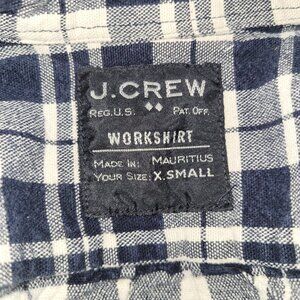 J.CREW
REG. U.S. PAT. OFF.
WORKSHIRT
MADE IN: MAURITIUS
YOUR SIZE: X.SMALL